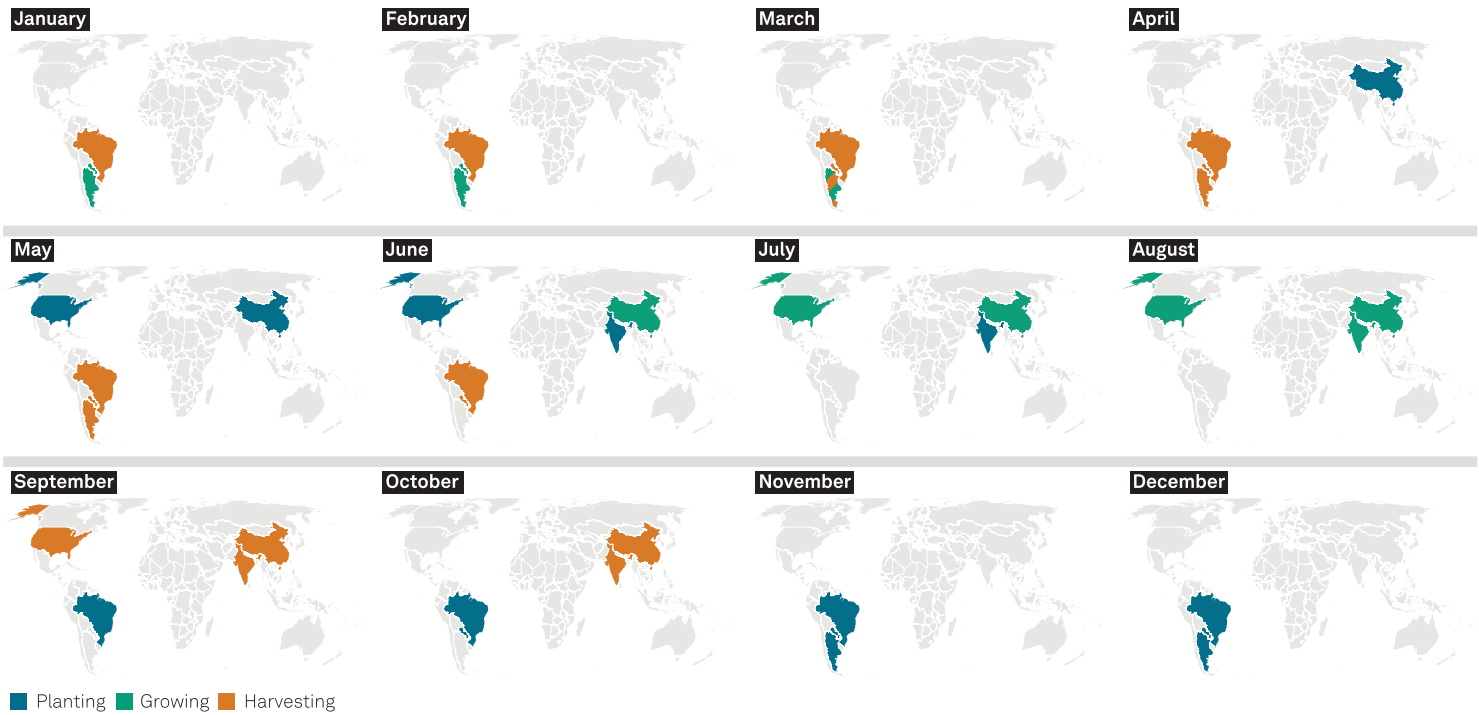 January
February
March
April
May
June
July
August
September
October
November
December
Planting
Growing
Harvesting